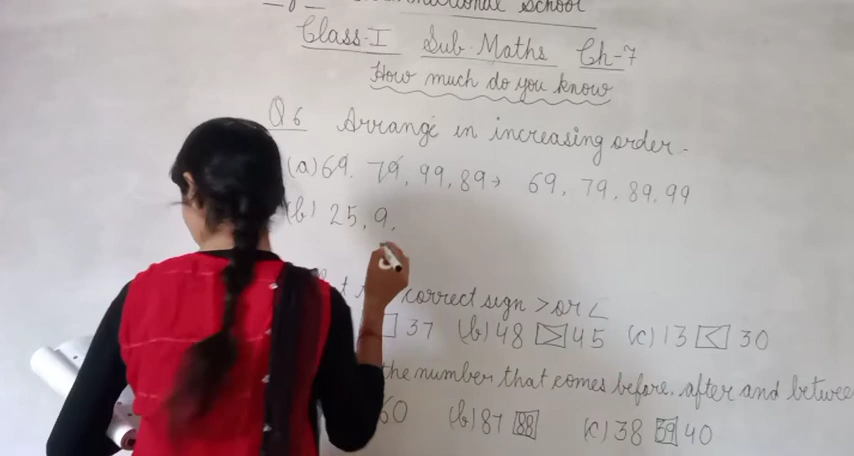 School
Class-I Sub-Maths Ch-7
How much do you know
Q6 Arrange in increasing order-
(a) 69. 79, 99, 89 → 69, 79, 89, 99
(b) 25, 9,
correct sign > or <
37 (b) 48 > 45 (c) 13 < 30
the number that comes before, after and betwee
60 (b) 87 88 (c) 38 39 40